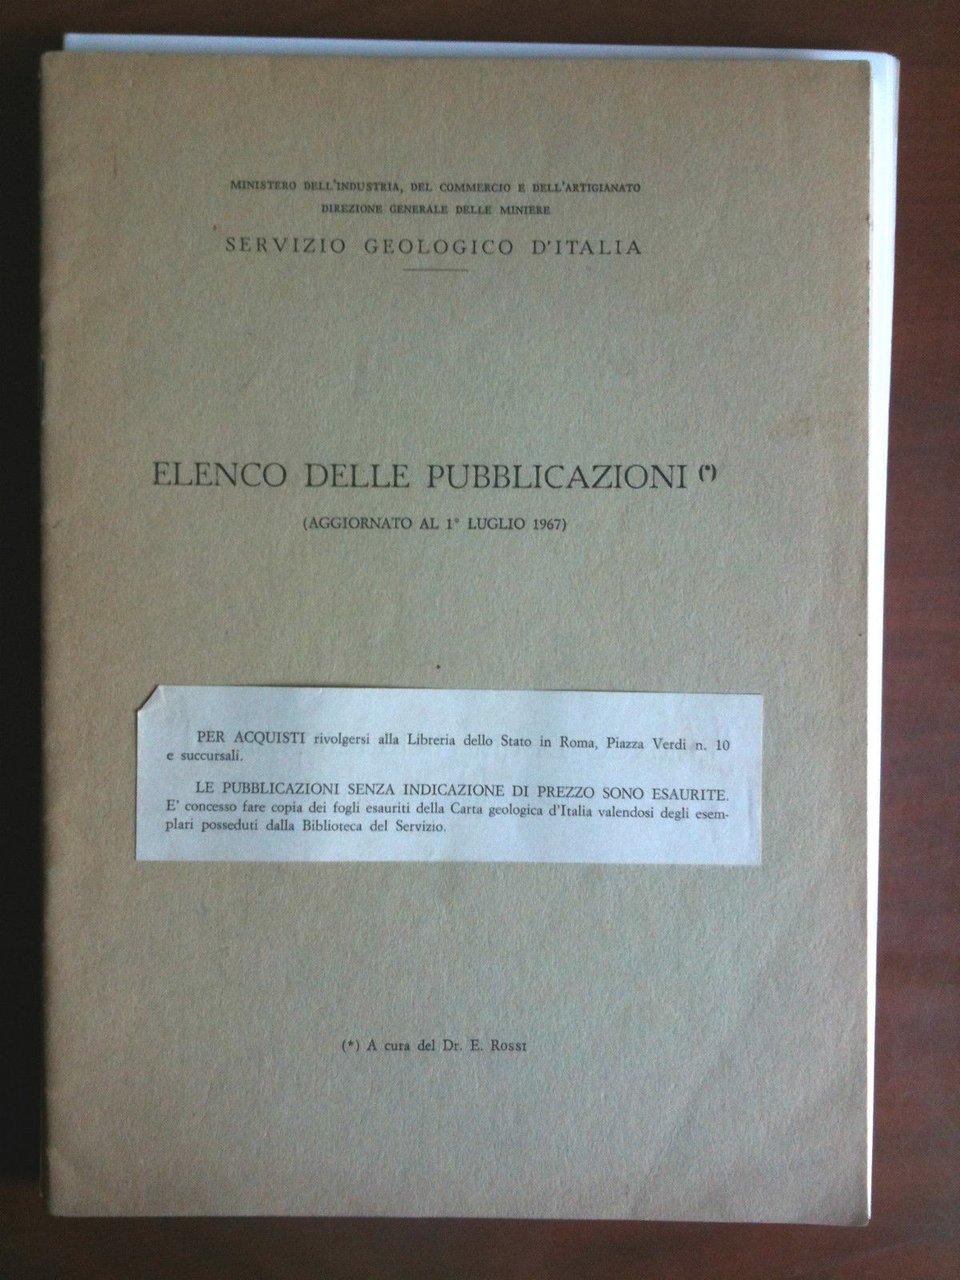 MINISTERO DELL'INDUSTRIA, DEL COMMERCIO E DELL'ARTIGIANATO
DIREZIONE GENERALE DELLE MINIERE
SERVIZIO GEOLOGICO D'ITALIA
ELENCO DELLE PUBBLICAZIONI (*)
(AGGIORNATO AL 1° LUGLIO 1967)
PER ACQUISTI rivolgersi alla Libreria dello Stato in Roma, Piazza Verdi n. 10
e succursali.
LE PUBBLICAZIONI SENZA INDICAZIONE DI PREZZO SONO ESAURITE.
E' concesso fare copia dei fogli esauriti della Carta geologica d'Italia valendosi degli esem-
plari posseduti dalla Biblioteca del Servizio.
(*) A cura del Dr. E. ROSSI